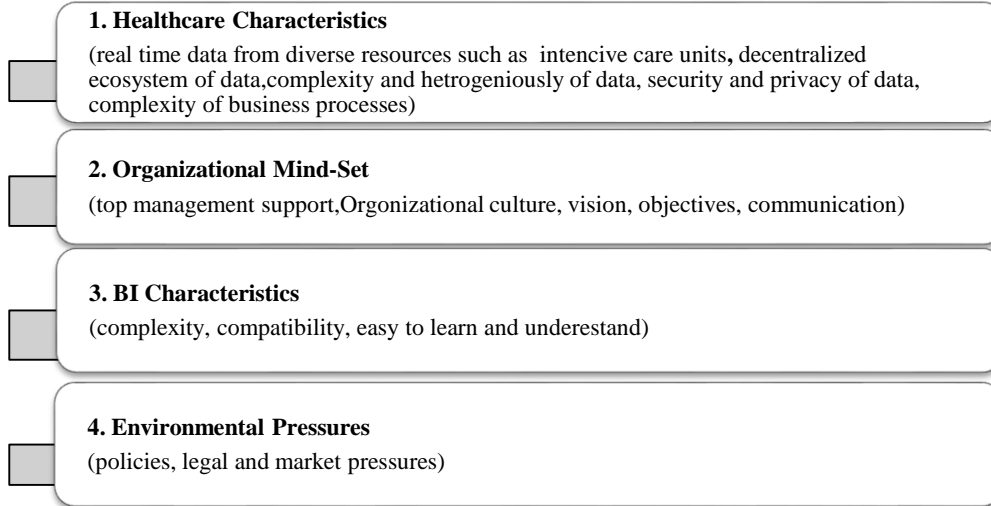 1. Healthcare Characteristics
(real time data from diverse resources such as intencive care units, decentralized
ecosystem of data,complexity and hetrogeniously of data, security and privacy of data,
complexity of business processes)
2. Organizational Mind-Set
(top management support,Orgonizational culture, vision, objectives, communication)
3. BI Characteristics
(complexity, compatibility, easy to learn and underestand)
4. Environmental Pressures
(policies, legal and market pressures)